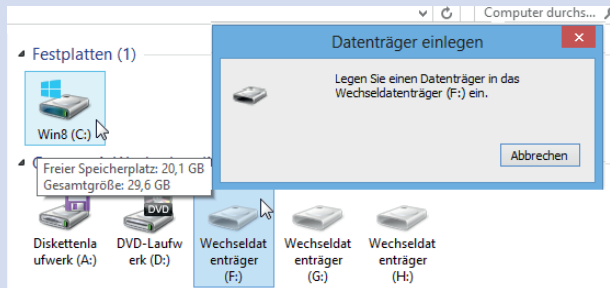 Computer durchs...
Festplatten (1)
Datenträger einlegen
Legen Sie einen Datenträger in das
Wechseldatenträger (F:) ein.
Win8 (C:)
Abbrechen
Freier Speicherplatz: 20,1 GB
Gesamtgröße: 29,6 GB
DVD
Diskettenla
ufwerk (A:)
DVD-Laufw
erk (D:)
Wechseldat
enträger
(F:)
Wechseldat
enträger
(G:)
Wechseldat
enträger
(H:)